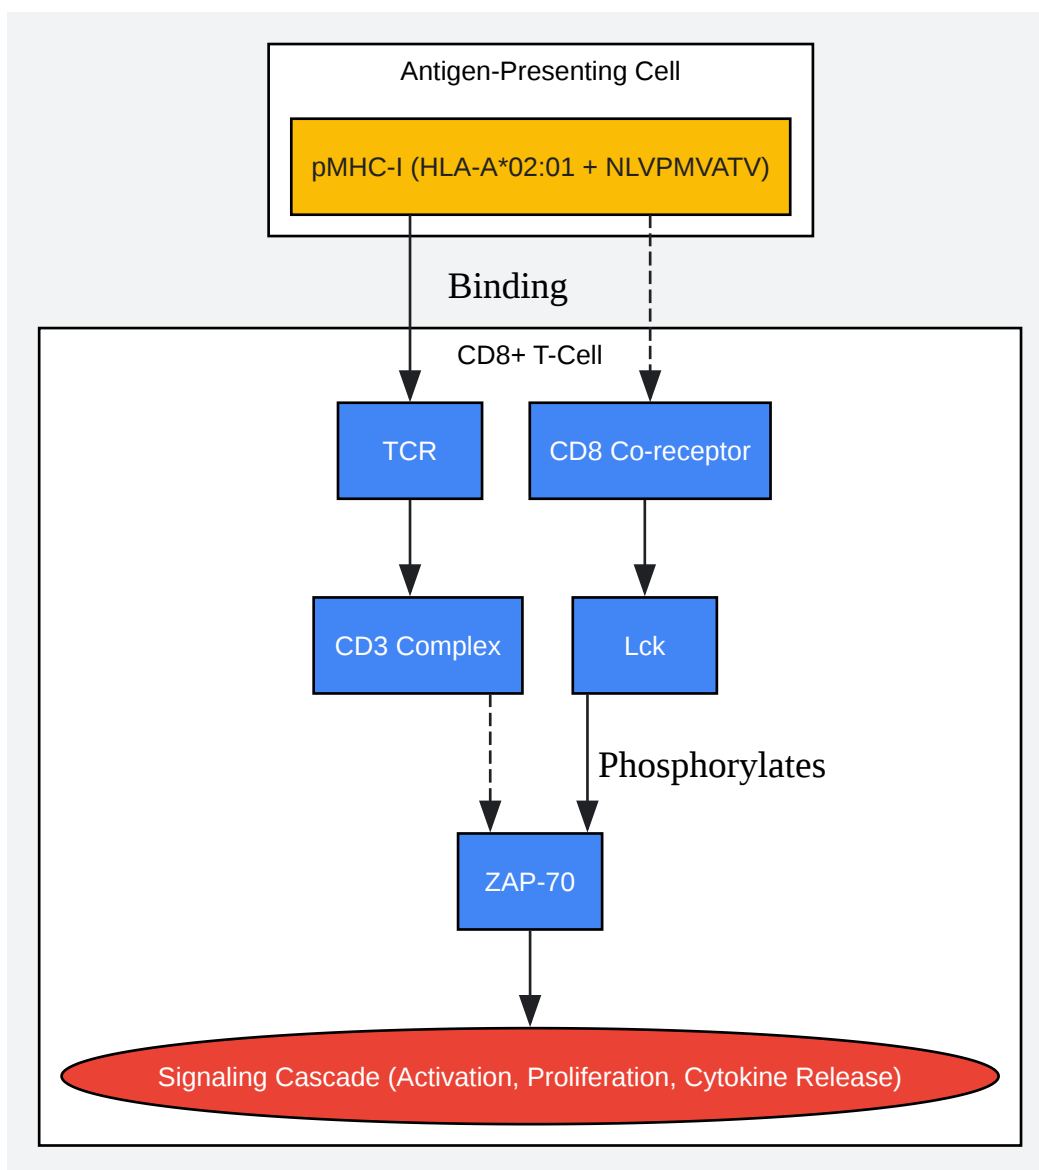 Antigen-Presenting Cell
pMHC-I (HLA-A*02:01 + NLVPMVATV)
Binding
CD8+ T-Cell
TCR
CD8 Co-receptor
CD3 Complex
Lck
Phosphorylates
ZAP-70
Signaling Cascade (Activation, Proliferation, Cytokine Release)